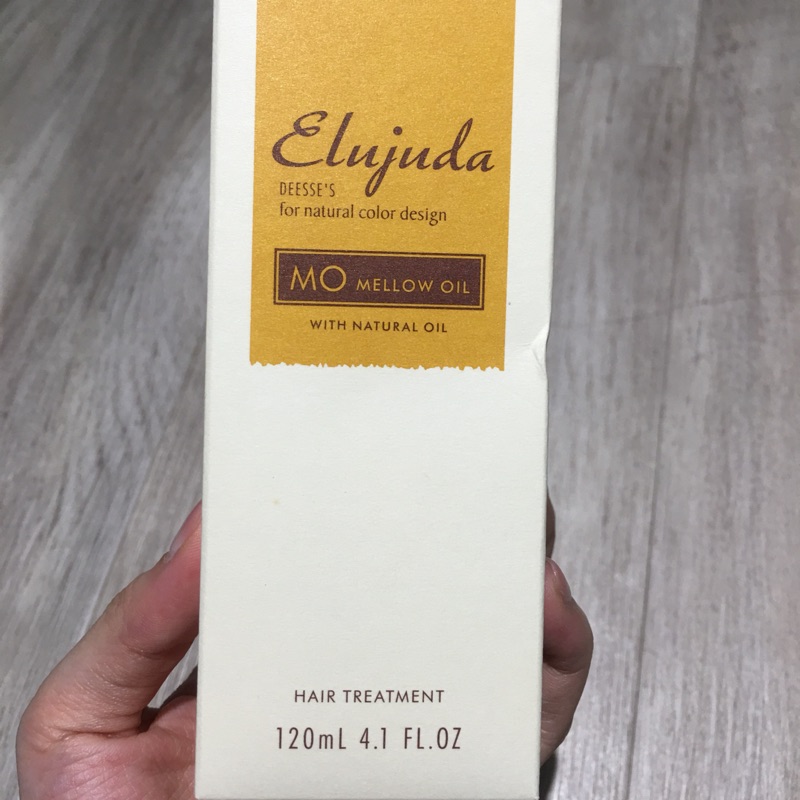 Elujuda
DEESSE'S
for natural color design
MO MELLOW OIL
WITH NATURAL OIL
HAIR TREATMENT
120mL 4.1 FL.OZ